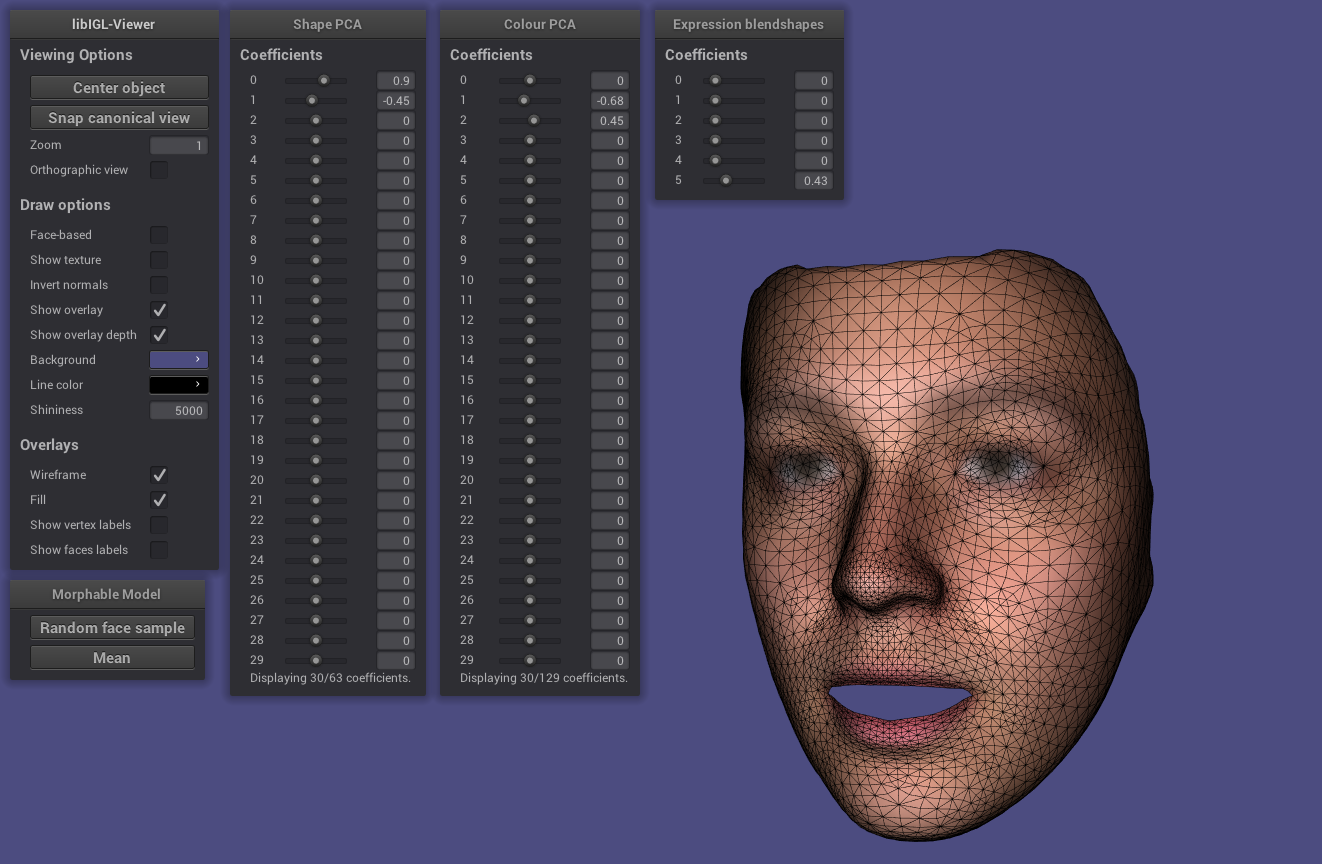 libIGL-Viewer
Viewing Options
Center object
Snap canonical view
Zoom 1
Orthographic view
Draw options
Face-based
Show texture
Invert normals
Show overlay
Show overlay depth
Background
Line color
Shininess 5000
Overlays
Wireframe
Fill
Show vertex labels
Show faces labels
Morphable Model
Random face sample
Mean
Shape PCA
Coefficients
0 0.9
1 -0.45
2 0
3 0
4 0
5 0
6 0
7 0
8 0
9 0
10 0
11 0
12 0
13 0
14 0
15 0
16 0
17 0
18 0
19 0
20 0
21 0
22 0
23 0
24 0
25 0
26 0
27 0
28 0
29 0
Displaying 30/63 coefficients.
Colour PCA
Coefficients
0 0
1 -0.68
2 0.45
3 0
4 0
5 0
6 0
7 0
8 0
9 0
10 0
11 0
12 0
13 0
14 0
15 0
16 0
17 0
18 0
19 0
20 0
21 0
22 0
23 0
24 0
25 0
26 0
27 0
28 0
29 0
Displaying 30/129 coefficients.
Expression blendshapes
Coefficients
0 0
1 0
2 0
3 0
4 0
5 0.43